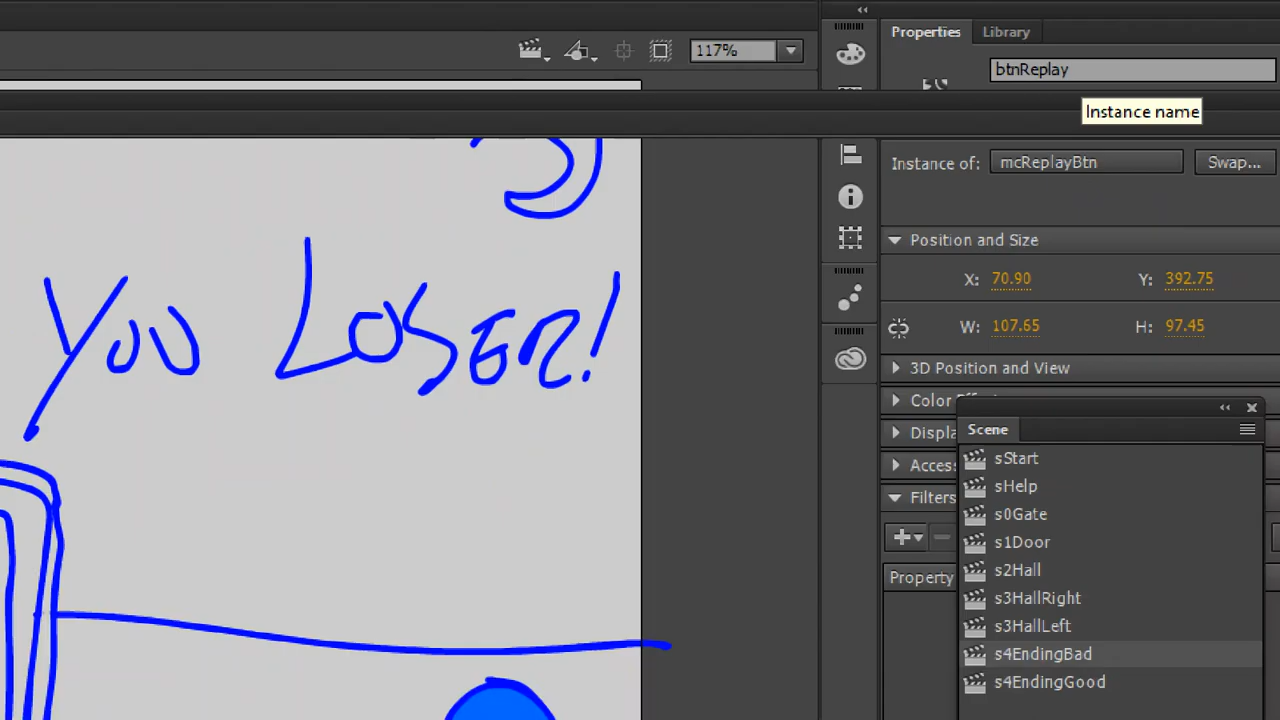 Properties Library
117%
btnReplay
Instance name
Instance of: mcReplayBtn Swap...
Position and Size
X: 70.90 Y: 392.75
W: 107.65 H: 97.45
3D Position and View
Color
Displa
Access
Filters
Property
Scene
sStart
sHelp
s0Gate
s1Door
s2Hall
s3HallRight
s3HallLeft
s4EndingBad
s4EndingGood
YOU LOSER!